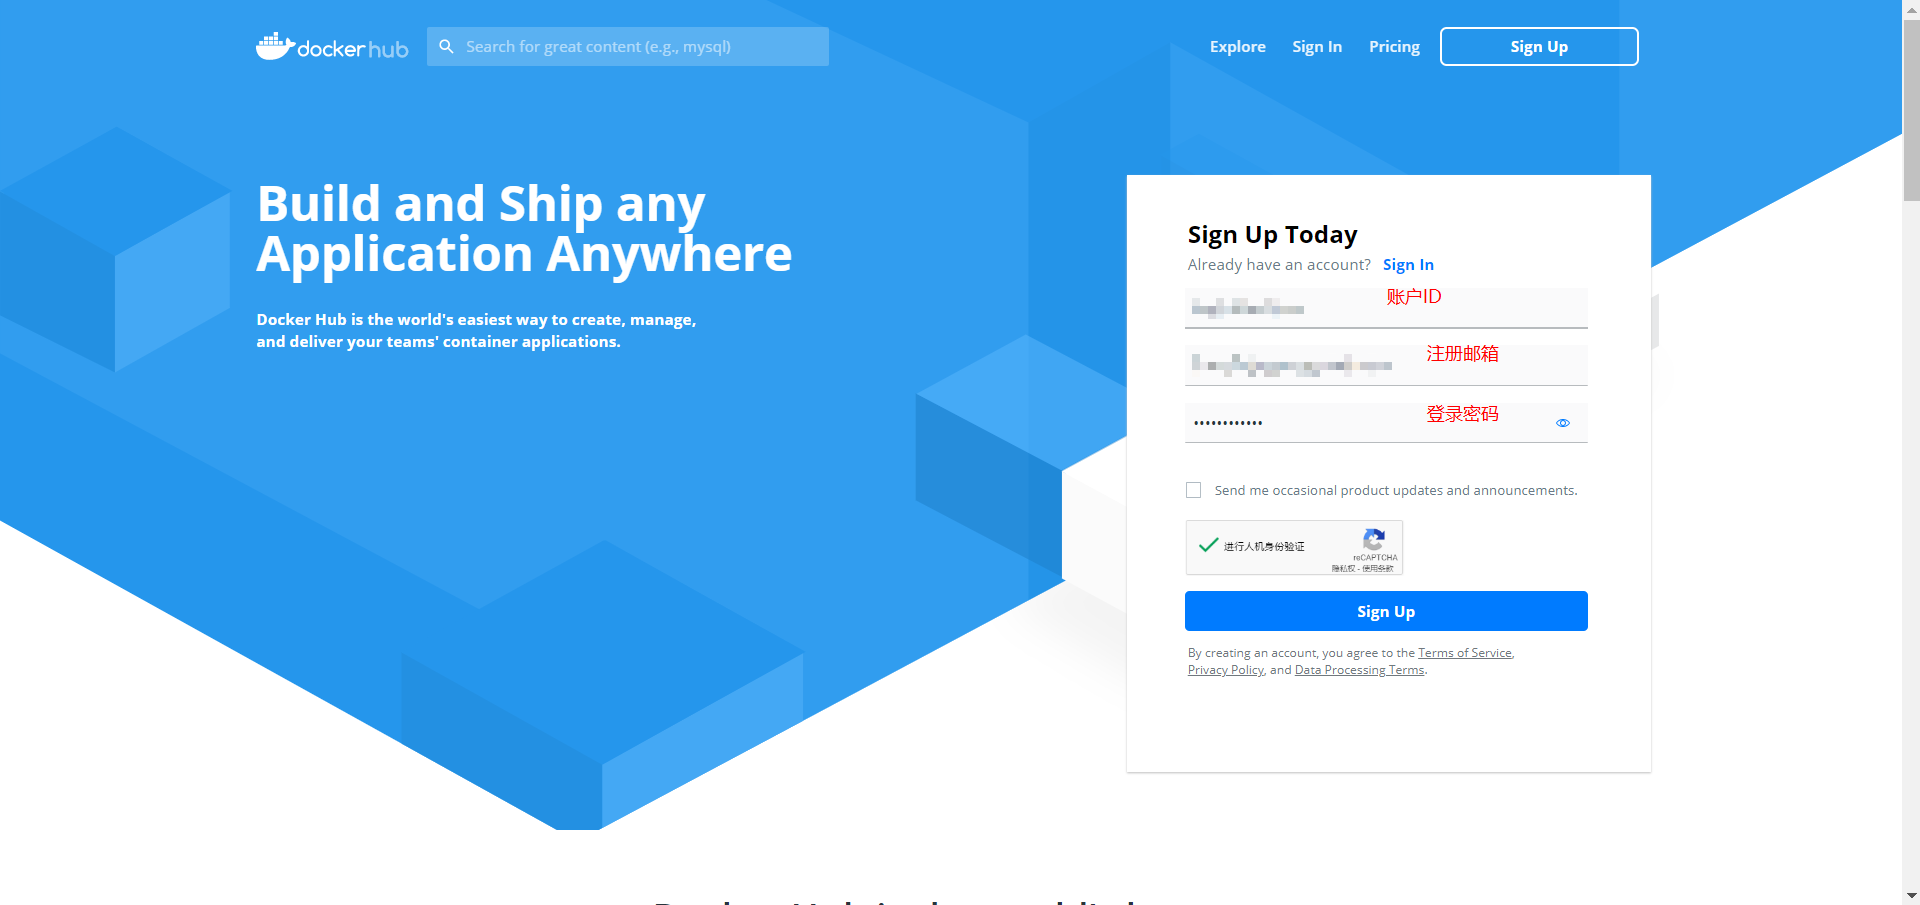 docker hub
Search for great content (e.g., mysql)
Explore
Sign In
Pricing
Sign Up
Build and Ship any
Application Anywhere
Docker Hub is the world's easiest way to create, manage,
and deliver your teams' container applications.
Sign Up Today
Already have an account? Sign In
账户ID
注册邮箱
登录密码
••••••••••••
Send me occasional product updates and announcements.
进行人机身份验证
reCAPTCHA
隐私权 - 使用条款
Sign Up
By creating an account, you agree to the Terms of Service,
Privacy Policy, and Data Processing Terms.